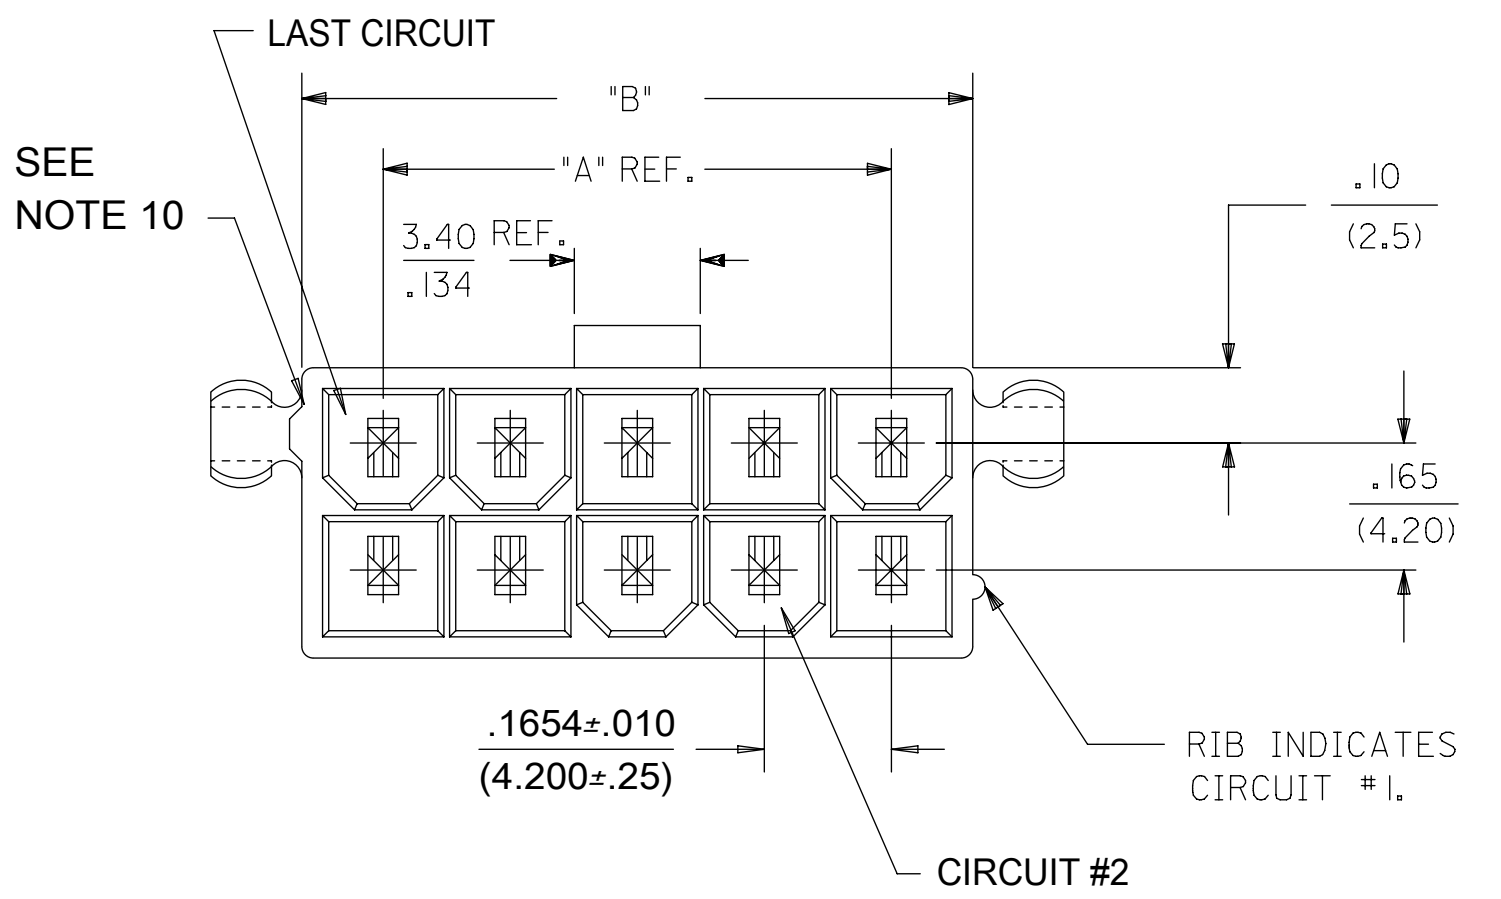 LAST CIRCUIT
"B"
SEE
NOTE 10
"A" REF.
3.40 REF.
.134
.10
(2.5)
.165
(4.20)
.1654±.010
(4.200±.25)
RIB INDICATES
CIRCUIT #1.
CIRCUIT #2